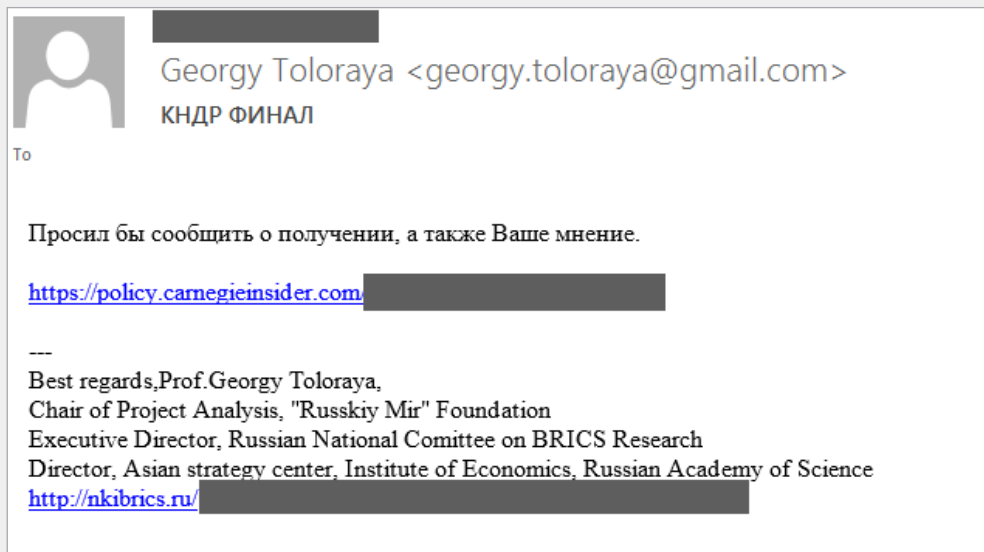 Georgy Toloraya <georgy.toloraya@gmail.com>
КНДР ФИНАЛ
To
Просил бы сообщить о получении, а также Ваше мнение.
https://policy.carnegieinsider.com/
---
Best regards,Prof.Georgy Toloraya,
Chair of Project Analysis, "Russkiy Mir" Foundation
Executive Director, Russian National Comittee on BRICS Research
Director, Asian strategy center, Institute of Economics, Russian Academy of Science
http://nkibrics.ru/